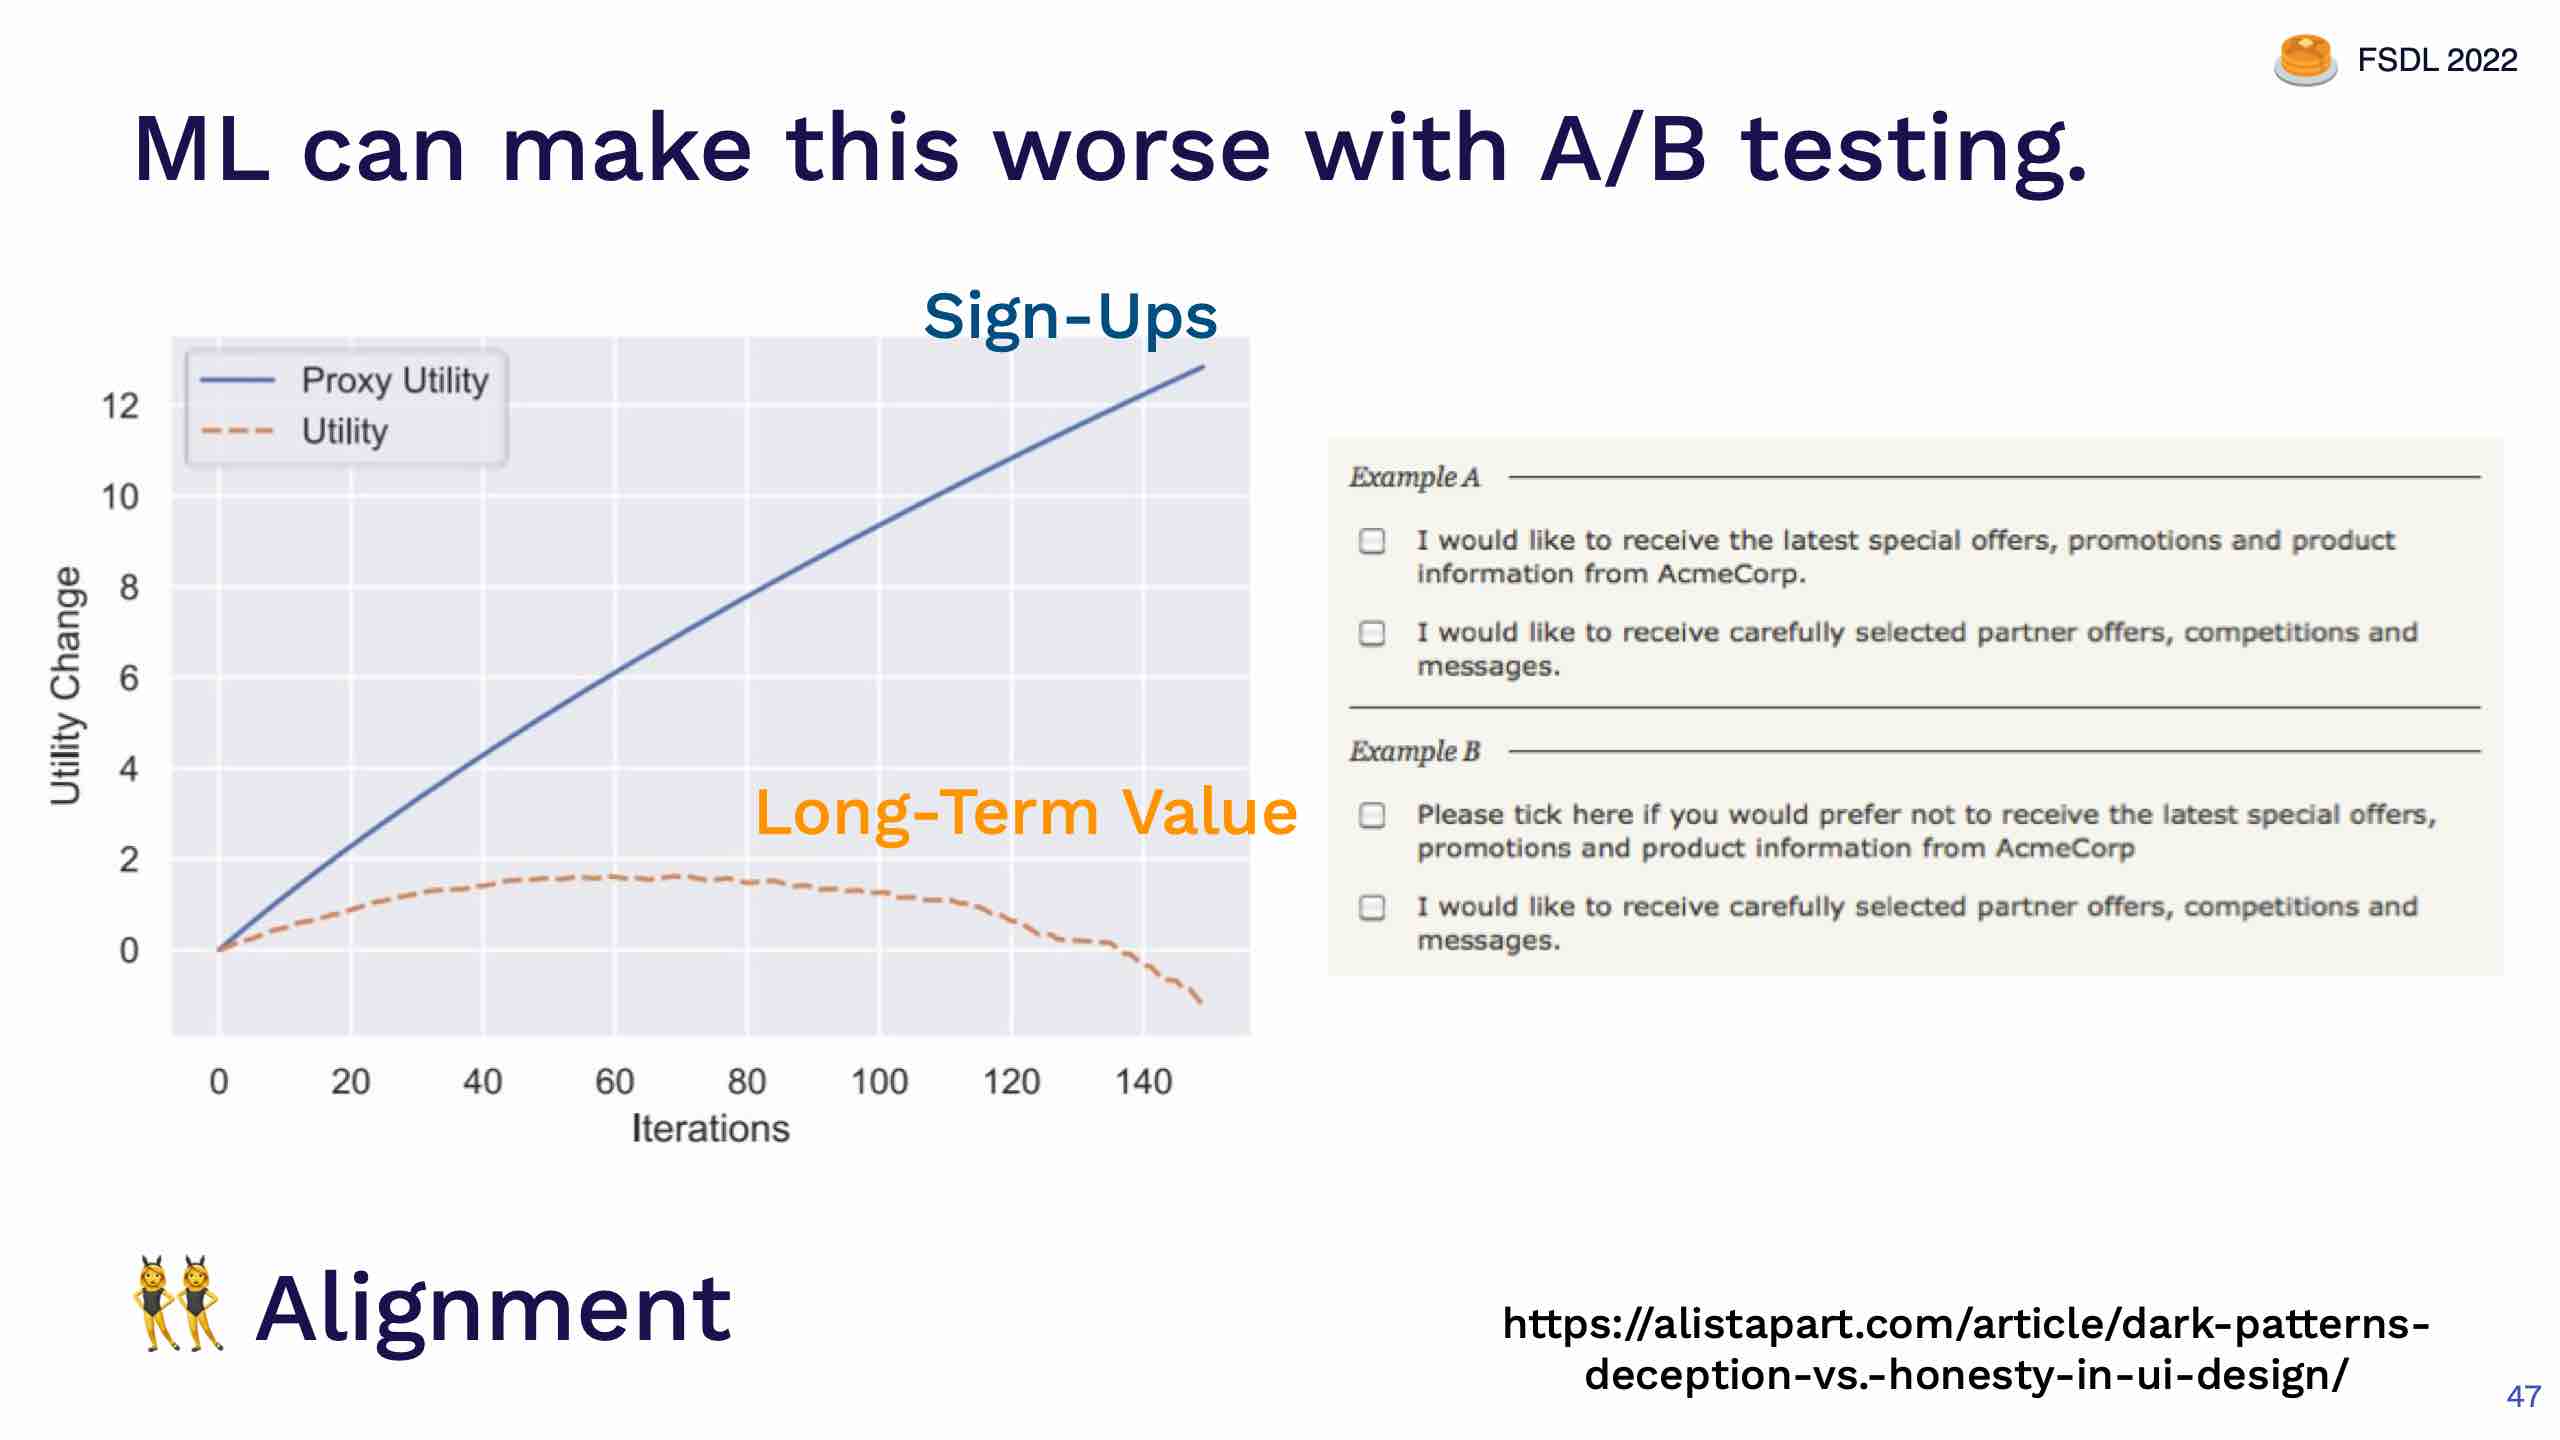 FSDL 2022
ML can make this worse with A/B testing.
Sign-Ups
Proxy Utility
Utility
12
10
8
6
4
2
0
Utility Change
Long-Term Value
0 20 40 60 80 100 120 140
Iterations
Example A
I would like to receive the latest special offers, promotions and product
information from AcmeCorp.
I would like to receive carefully selected partner offers, competitions and
messages.
Example B
Please tick here if you would prefer not to receive the latest special offers,
promotions and product information from AcmeCorp
I would like to receive carefully selected partner offers, competitions and
messages.
Alignment
https://alistapart.com/article/dark-patterns-
deception-vs.-honesty-in-ui-design/
47